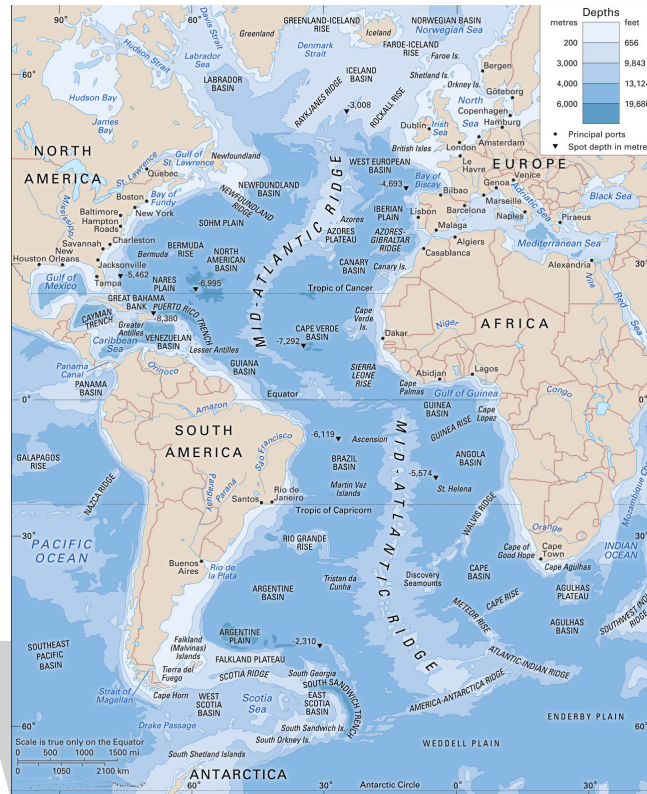 90°
60°
30°
0°
30°
Depths
metres
feet
200
656
3,000
9,843
4,000
13,124
6,000
19,686
Principal ports
Spot depth in metres
GREENLAND-ICELAND
RISE
NORWEGIAN BASIN
Norwegian Sea
Davis Strait
Greenland
Iceland
Denmark
Strait
FAROE-ICELAND
RISE
Faroe Is.
Hudson Strait
Labrador
Sea
60°
LABRADOR
BASIN
ICELAND
BASIN
Shetland Is.
Bergen
Hudson Bay
RAYKJANES RIDGE
-3,008
ROCKALL RISE
Orkney Is.
Göteborg
North
Sea
Copenhagen
James
Bay
Dublin
Irish
Sea
Hamburg
British Isles
Amsterdam
London
NORTH
AMERICA
St. Lawrence
Gulf of
St. Lawrence
Newfoundland
WEST EUROPEAN
BASIN
Le
Havre
EUROPE
Quebec
-4,693
Bay of
Biscay
Genoa
Venice
Adriatic Sea
Black Sea
Boston
Bay of
Fundy
NEWFOUNDLAND
BASIN
Bilbao
Marseille
Mississippi
New York
NEWFOUNDLAND
RIDGE
IBERIAN
PLAIN
Barcelona
Naples
Piraeus
Baltimore
Hampton
Roads
SOHM PLAIN
Azores
Lisbon
AZORES
PLATEAU
AZORES-
GIBRALTAR
RIDGE
Malaga
Algiers
Mediterranean Sea
Savannah
Charleston
Bermuda
BERMUDA
RISE
NORTH
AMERICAN
BASIN
MID-ATLANTIC RIDGE
CANARY
BASIN
Casablanca
New
Orleans
Houston
Jacksonville
Alexandria
30°
Canary Is.
Nile
Gulf of
Mexico
Tampa
-5,462
NARES
PLAIN
-6,995
Tropic of Cancer
Red Sea
GREAT BAHAMA
BANK
PUERTO RICO TRENCH
-8,380
CAYMAN
TRENCH
Greater
Antilles
Cape
Verde
Is.
Caribbean
Sea
VENEZUELAN
BASIN
Lesser Antilles
-7,292
CAPE VERDE
BASIN
Dakar
Niger
AFRICA
Panama
Canal
Orinoco
GUIANA
BASIN
SIERRA
LEONE
RISE
Abidjan
Lagos
PANAMA
BASIN
Cape
Palmas
Gulf of Guinea
0°
Equator
Congo
0°
Amazon
GUINEA
BASIN
Cape
Lopez
GALAPAGOS
RISE
SOUTH
AMERICA
São Francisco
-6,119
Ascension
GUINEA RISE
BRAZIL
BASIN
MID-ATLANTIC RIDGE
ANGOLA
BASIN
-5,574
NAZCA RIDGE
Paraguay
Paraná
Martin Vaz
Islands
St. Helena
Rio de
Janeiro
Santos
Tropic of Capricorn
WALVIS RIDGE
Mozambique
30°
RIO GRANDE
RISE
Orange
PACIFIC
OCEAN
Cape of
Good Hope
Cape
Town
INDIAN
OCEAN
Buenos
Aires
Río de
la Plata
Cape Agulhas
Discovery
Seamounts
CAPE
BASIN
Tristan da
Cunha
ARGENTINE
BASIN
AGULHAS
PLATEAU
CAPE RISE
METEOR RISE
AGULHAS
BASIN
ARGENTINE
PLAIN
-2,310
SOUTHEAST
PACIFIC
BASIN
Falkland
(Malvinas)
Islands
FALKLAND PLATEAU
ATLANTIC-INDIAN RIDGE
Tierra del
Fuego
SCOTIA RIDGE
South Georgia
AMERICA-ANTARCTICA RIDGE
Strait of
Magellan
Cape Horn
WEST
SCOTIA
BASIN
Scotia
Sea
EAST
SCOTIA
BASIN
SOUTH SANDWICH TRENCH
ENDERBY PLAIN
60°
Drake Passage
South Sandwich Is.
60°
South Orkney Is.
WEDDELL PLAIN
Scale is true only on the Equator
0 500 1000 1500 mi
0 1050 2100 km
South Shetland Is.
ANTARCTICA
Antarctic Circle
90°
60°
30°
0°
30°